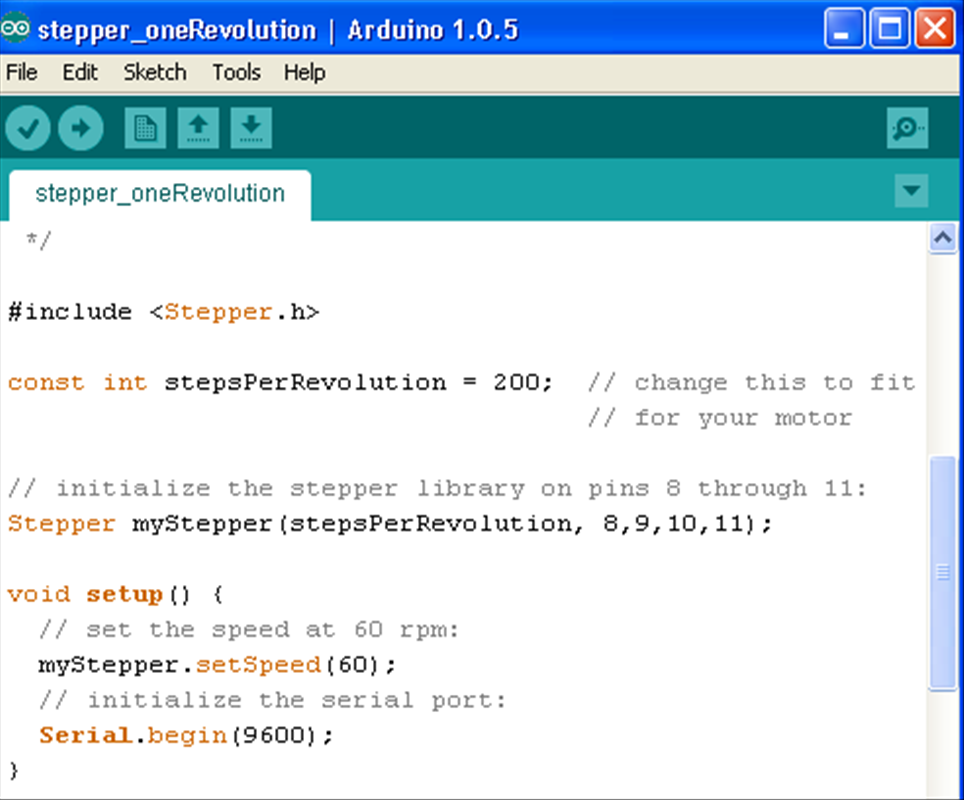 stepper_oneRevolution | Arduino 1.0.5
File Edit Sketch Tools Help
stepper_oneRevolution
*/
#include <Stepper.h>
const int stepsPerRevolution = 200;  // change this to fit
// for your motor
// initialize the stepper library on pins 8 through 11:
Stepper myStepper(stepsPerRevolution, 8,9,10,11);
void setup() {
// set the speed at 60 rpm:
myStepper.setSpeed(60);
// initialize the serial port:
Serial.begin(9600);
}